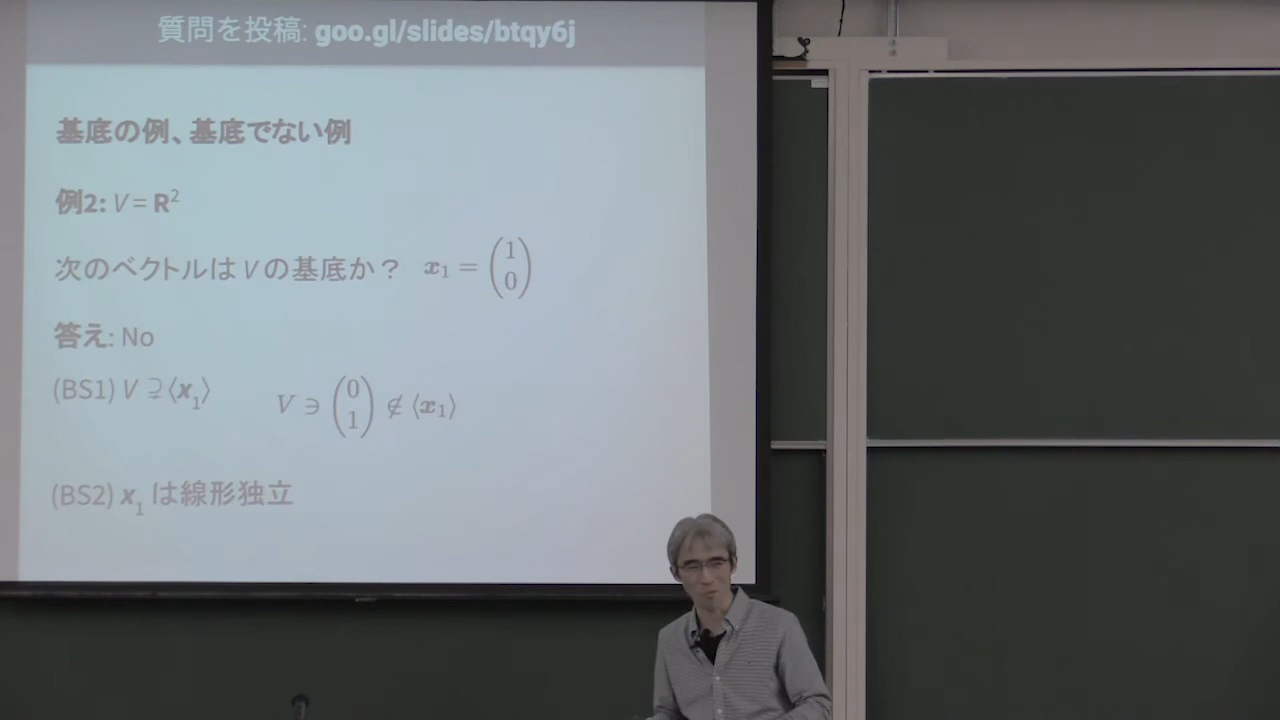 質問を投稿: goo.gl/slides/btqy6j
基底の例、基底でない例
例2: V = R²
次のベクトルは V の基底か？ x₁ = (1 0)
答え: No
(BS1) V ⊋ ⟨x₁⟩ V ∋ (0 1) ∉ ⟨x₁⟩
(BS2) x₁ は線形独立